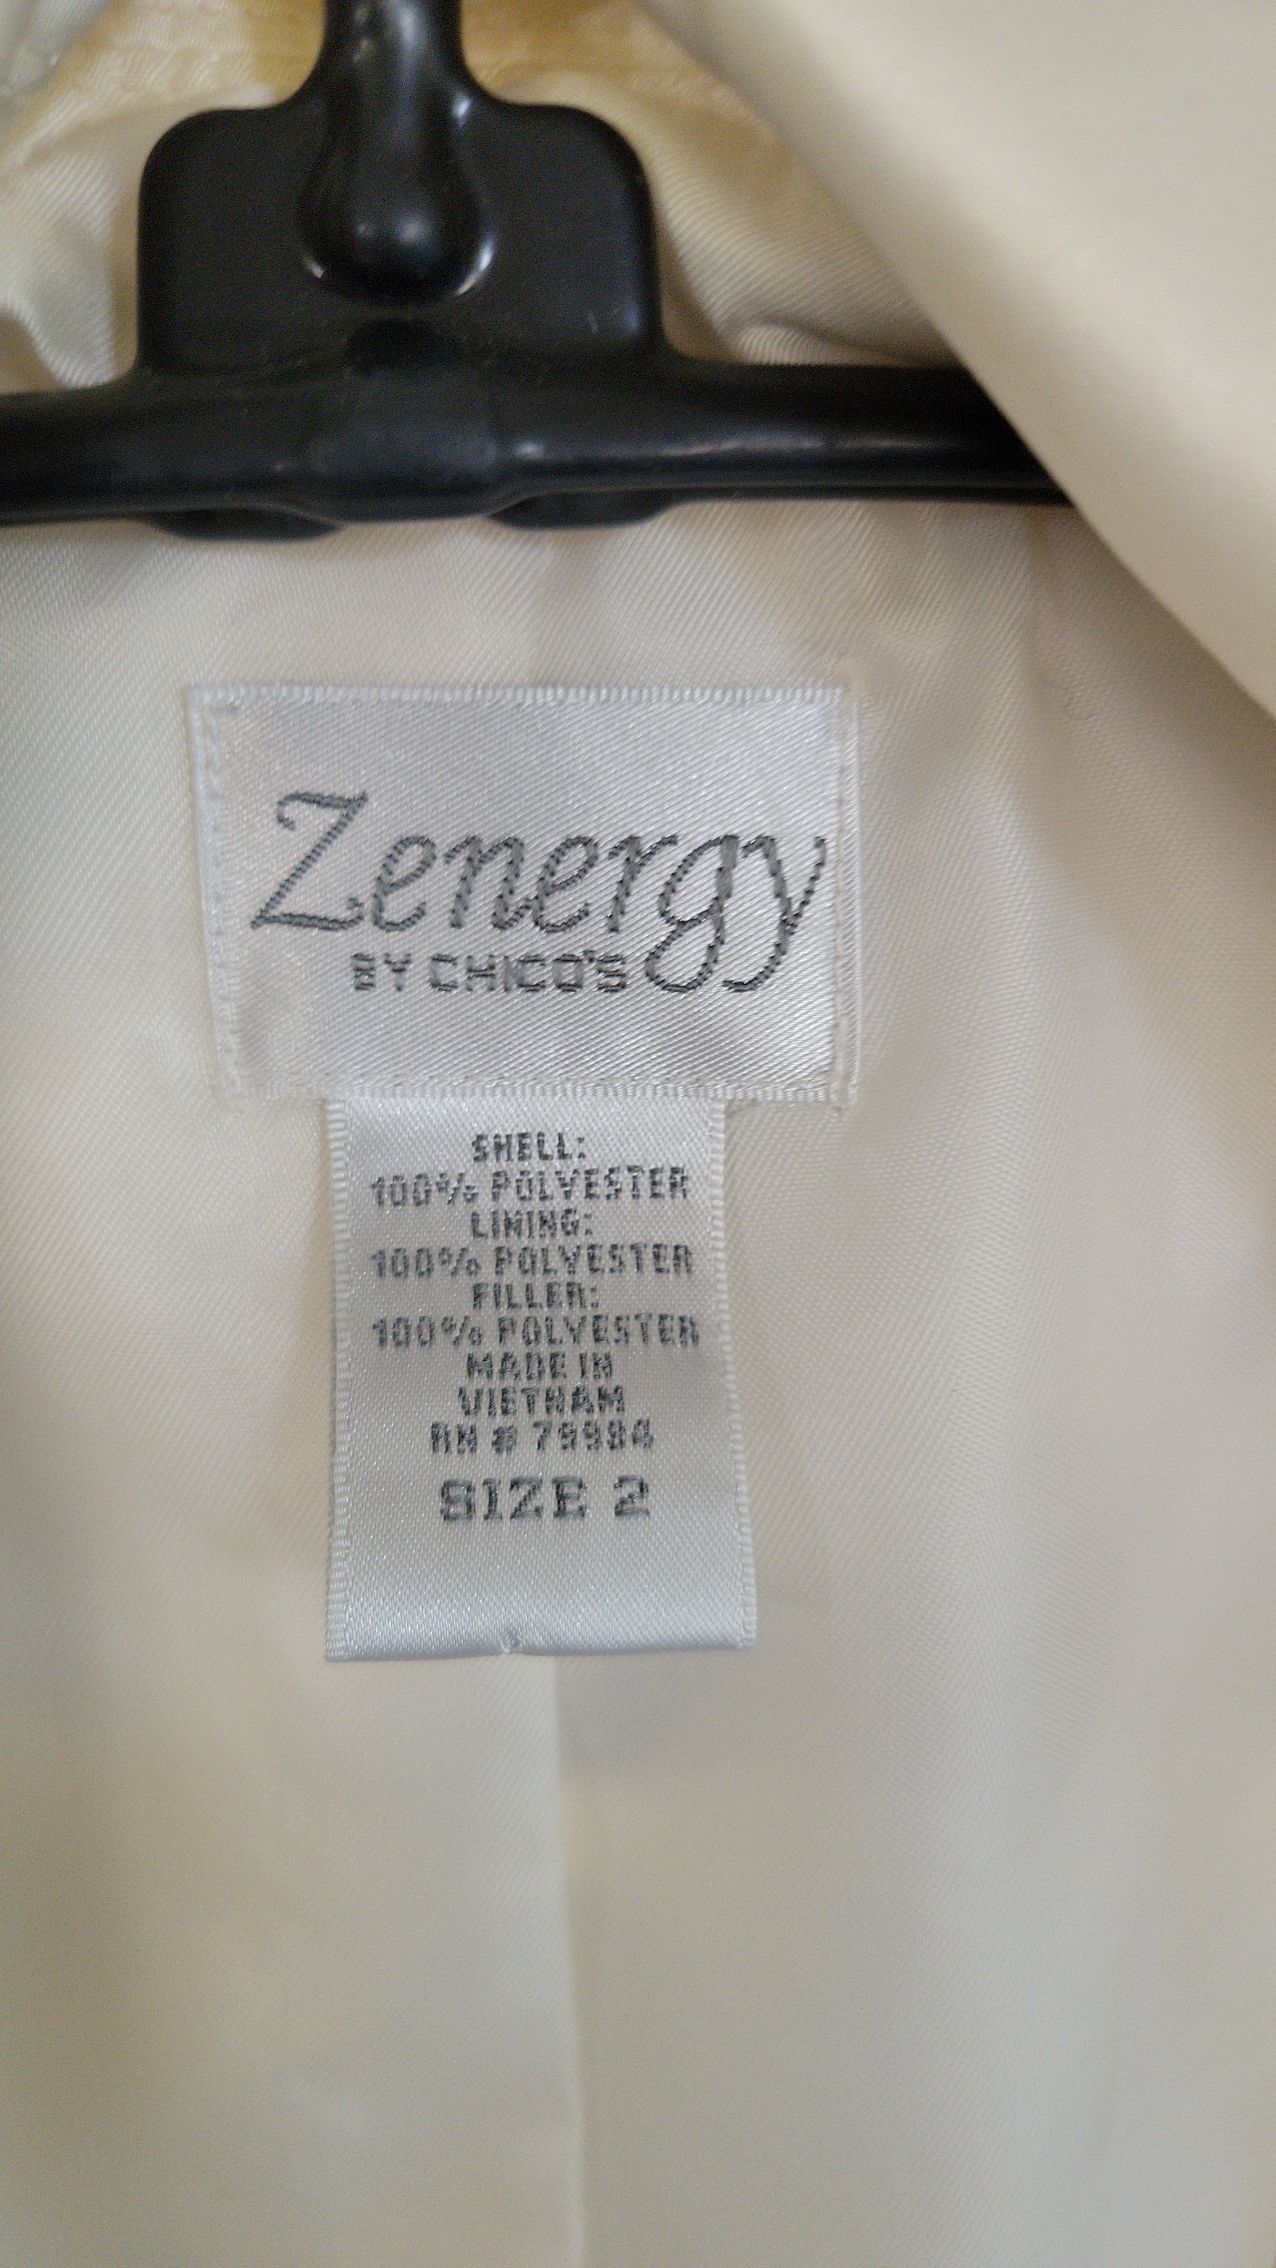 Zenergy
BY CHICO'S
SHELL:
100% POLYESTER
LINING:
100% POLYESTER
FILLER:
100% POLYESTER
MADE IN
VIETNAM
RN # 79984
SIZE 2